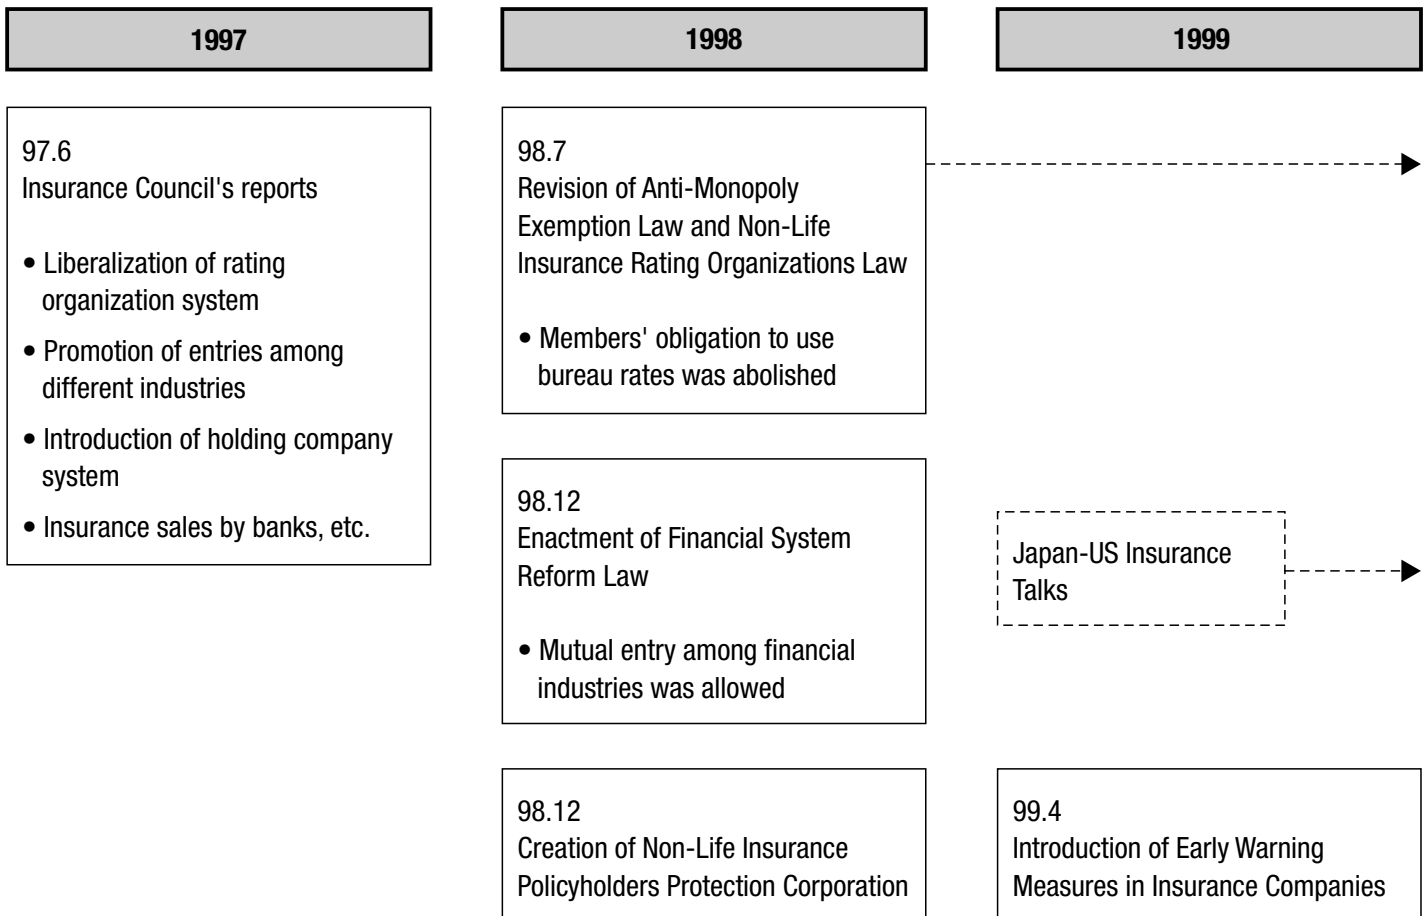 1997
1998
1999
97.6
Insurance Council's reports
• Liberalization of rating
organization system
• Promotion of entries among
different industries
• Introduction of holding company
system
• Insurance sales by banks, etc.
98.7
Revision of Anti-Monopoly
Exemption Law and Non-Life
Insurance Rating Organizations Law
• Members' obligation to use
bureau rates was abolished
98.12
Enactment of Financial System
Reform Law
• Mutual entry among financial
industries was allowed
Japan-US Insurance
Talks
98.12
Creation of Non-Life Insurance
Policyholders Protection Corporation
99.4
Introduction of Early Warning
Measures in Insurance Companies